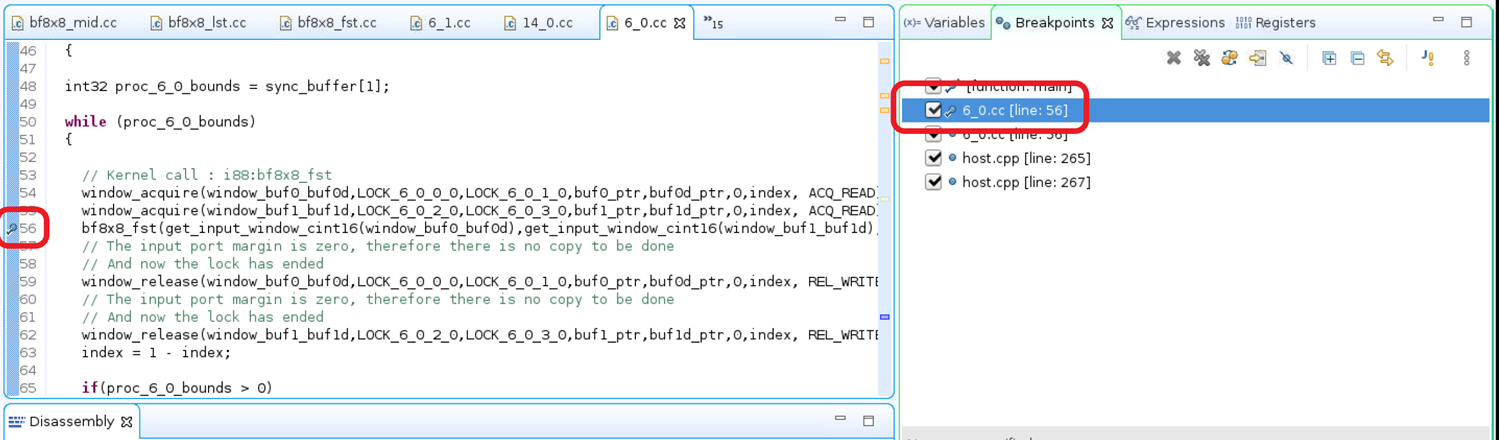 bf8x8_mid.cc bf8x8_lst.cc bf8x8_fst.cc 6_1.cc 14_0.cc 6_0.cc »15
46 {
47
48 int32 proc_6_0_bounds = sync_buffer[1];
49
50 while (proc_6_0_bounds)
51 {
52
53 // Kernel call : i88:bf8x8_fst
54 window_acquire(window_buf0_buf0d,LOCK_6_0_0_0,LOCK_6_0_1_0,buf0_ptr,buf0d_ptr,0,index, ACQ_READ
55 window_acquire(window_buf1_buf1d,LOCK_6_0_2_0,LOCK_6_0_3_0,buf1_ptr,buf1d_ptr,0,index, ACQ_READ
56 bf8x8_fst(get_input_window_cint16(window_buf0_buf0d),get_input_window_cint16(window_buf1_buf1d)
57 // The input port margin is zero, therefore there is no copy to be done
58 // And now the lock has ended
59 window_release(window_buf0_buf0d,LOCK_6_0_0_0,LOCK_6_0_1_0,buf0_ptr,buf0d_ptr,0,index, REL_WRITE
60 // The input port margin is zero, therefore there is no copy to be done
61 // And now the lock has ended
62 window_release(window_buf1_buf1d,LOCK_6_0_2_0,LOCK_6_0_3_0,buf1_ptr,buf1d_ptr,0,index, REL_WRITE
63 index = 1 - index;
64
65 if(proc_6_0_bounds > 0)
Disassembly
(x)= Variables Breakpoints Expressions Registers
[function: main]
6_0.cc [line: 56]
6_0.cc [line: 56]
host.cpp [line: 265]
host.cpp [line: 267]